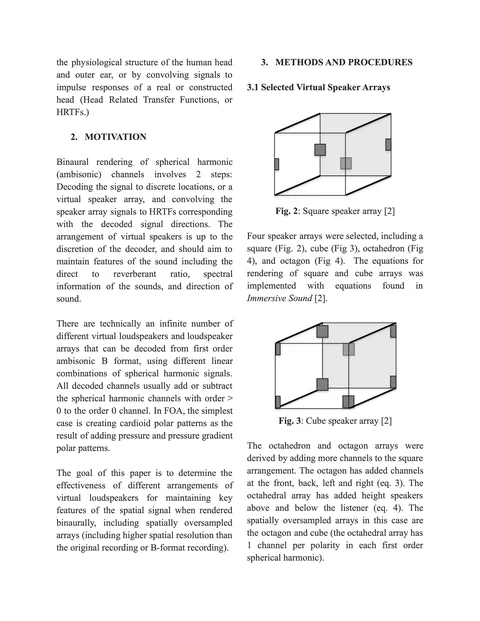 the physiological structure of the human head
and outer ear, or by convolving signals to
impulse responses of a real or constructed
head (Head Related Transfer Functions, or
HRTFs.)
2. MOTIVATION
Binaural rendering of spherical harmonic
(ambisonic) channels involves 2 steps:
Decoding the signal to discrete locations, or a
virtual speaker array, and convolving the
speaker array signals to HRTFs corresponding
with the decoded signal directions. The
arrangement of virtual speakers is up to the
discretion of the decoder, and should aim to
maintain features of the sound including the
direct to reverberant ratio, spectral
information of the sounds, and direction of
sound.
There are technically an infinite number of
different virtual loudspeakers and loudspeaker
arrays that can be decoded from first order
ambisonic B format, using different linear
combinations of spherical harmonic signals.
All decoded channels usually add or subtract
the spherical harmonic channels with order >
0 to the order 0 channel. In FOA, the simplest
case is creating cardioid polar patterns as the
result of adding pressure and pressure gradient
polar patterns.
The goal of this paper is to determine the
effectiveness of different arrangements of
virtual loudspeakers for maintaining key
features of the spatial signal when rendered
binaurally, including spatially oversampled
arrays (including higher spatial resolution than
the original recording or B-format recording).
3. METHODS AND PROCEDURES
3.1 Selected Virtual Speaker Arrays
Fig. 2: Square speaker array [2]
Four speaker arrays were selected, including a
square (Fig. 2), cube (Fig 3), octahedron (Fig
4), and octagon (Fig 4). The equations for
rendering of square and cube arrays was
implemented with equations found in
Immersive Sound [2].
Fig. 3: Cube speaker array [2]
The octahedron and octagon arrays were
derived by adding more channels to the square
arrangement. The octagon has added channels
at the front, back, left and right (eq. 3). The
octahedral array has added height speakers
above and below the listener (eq. 4). The
spatially oversampled arrays in this case are
the octagon and cube (the octahedral array has
1 channel per polarity in each first order
spherical harmonic).